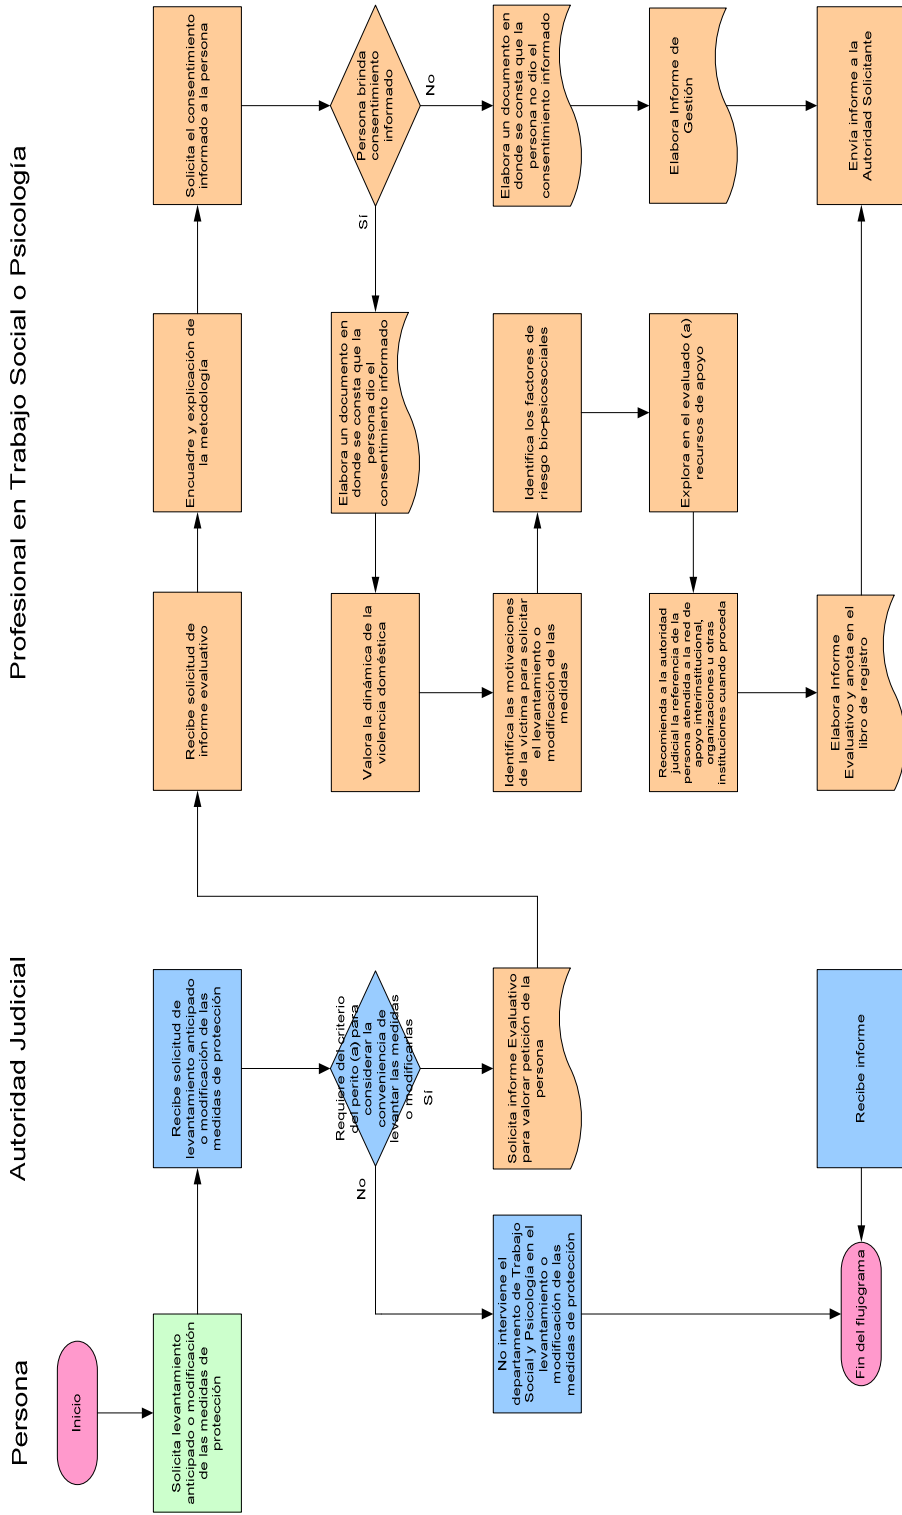 Persona
Autoridad Judicial
Profesional en Trabajo Social o Psicología
Inicio
Solicita levantamiento
anticipado o modificación
de las medidas de
protección
Recibe solicitud de
levantamiento anticipado
o modificación de las
medidas de protección
Recibe solicitud de
informe evaluativo
Encuadre y explicación de
la metodología
Solicita el consentimiento
informado a la persona
Requiere del criterio
del perito (a) para
considerar la
conveniencia de
levantar las medidas
o modificarlas
No
Sí
Valora la dinámica de la
violencia doméstica
Elabora un documento en
donde se consta que la
persona dio el
consentimiento informado
Sí
Persona brinda
consentimiento
informado
No
No interviene el
departamento de Trabajo
Social y Psicología en el
levantamiento o
modificación de las
medidas de protección
Solicita informe Evaluativo
para valorar petición de la
persona
Identifica las motivaciones
de la víctima para solicitar
el levantamiento o
modificación de las
medidas
Identifica los factores de
riesgo bio-psicosociales
Elabora un documento en
donde se consta que la
persona no dio el
consentimiento informado
Recomienda a la autoridad
judicial la referencia de la
persona atendida a la red de
apoyo interinstitucional,
organizaciones u otras
instituciones cuando proceda
Explora en el evaluado (a)
recursos de apoyo
Elabora Informe de
Gestión
Fin del flujograma
Recibe informe
Elabora Informe
Evaluativo y anota en el
libro de registro
Envía informe a la
Autoridad Solicitante